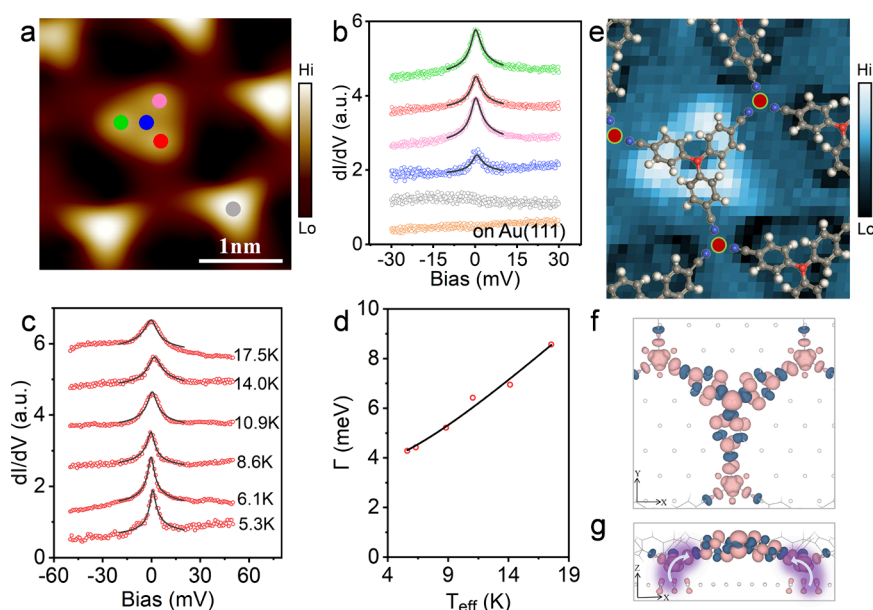 a
Hi
Lo
1nm
b
dI/dV (a.u.)
6
4
2
0
-30 -15 0 15 30
Bias (mV)
on Au(111)
e
Hi
Lo
c
dI/dV (a.u.)
6
4
2
0
17.5K
14.0K
10.9K
8.6K
6.1K
5.3K
-60 -30 0 30 60
Bias (mV)
d
Γ (meV)
10
8
6
4
2
0
4 9 14 19
Teff (K)
f
Y
X
g
Z
X